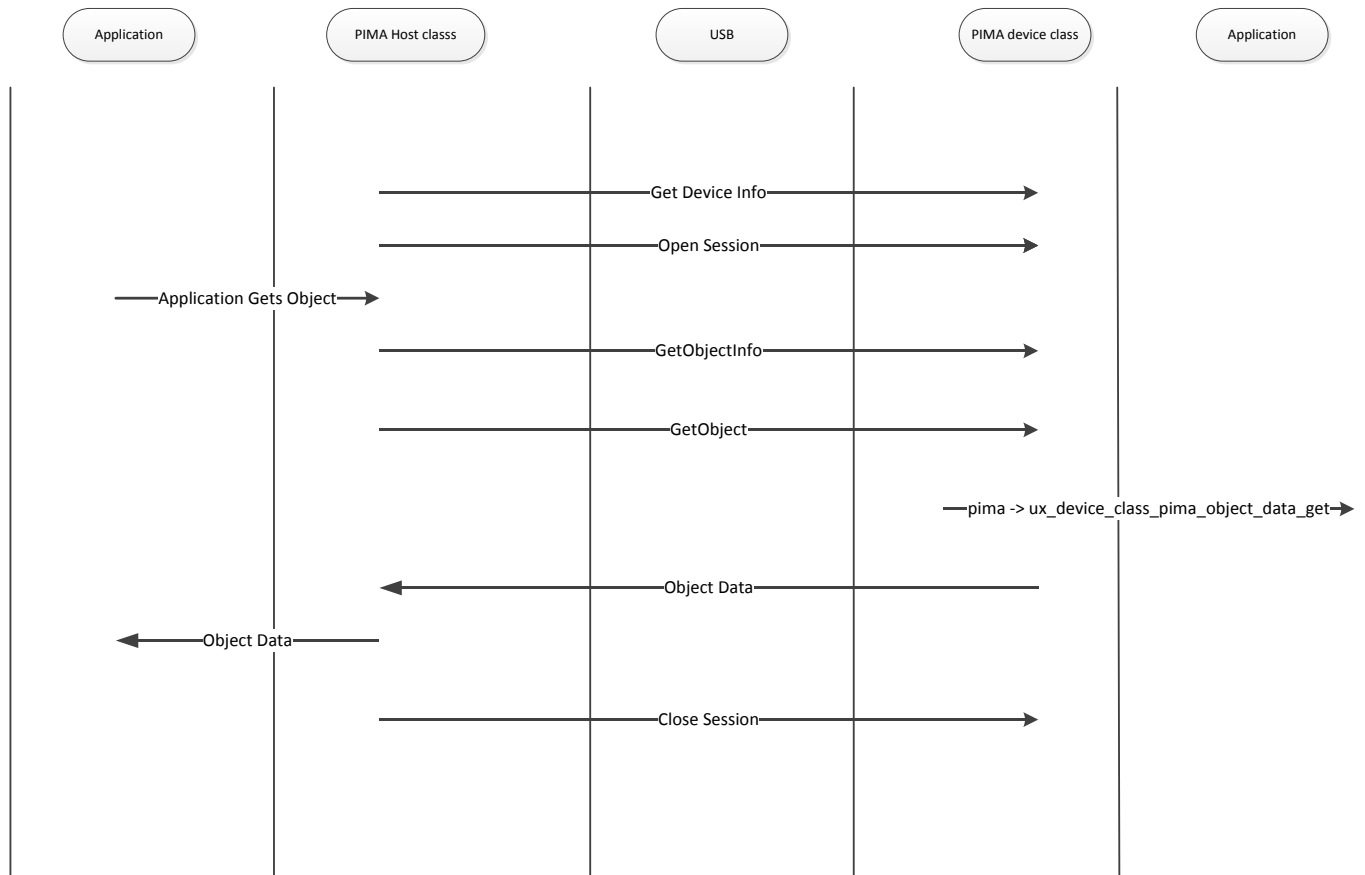 Application
PIMA Host classs
USB
PIMA device class
Application
Get Device Info
Open Session
Application Gets Object
GetObjectInfo
GetObject
pima -> ux_device_class_pima_object_data_get
Object Data
Object Data
Close Session